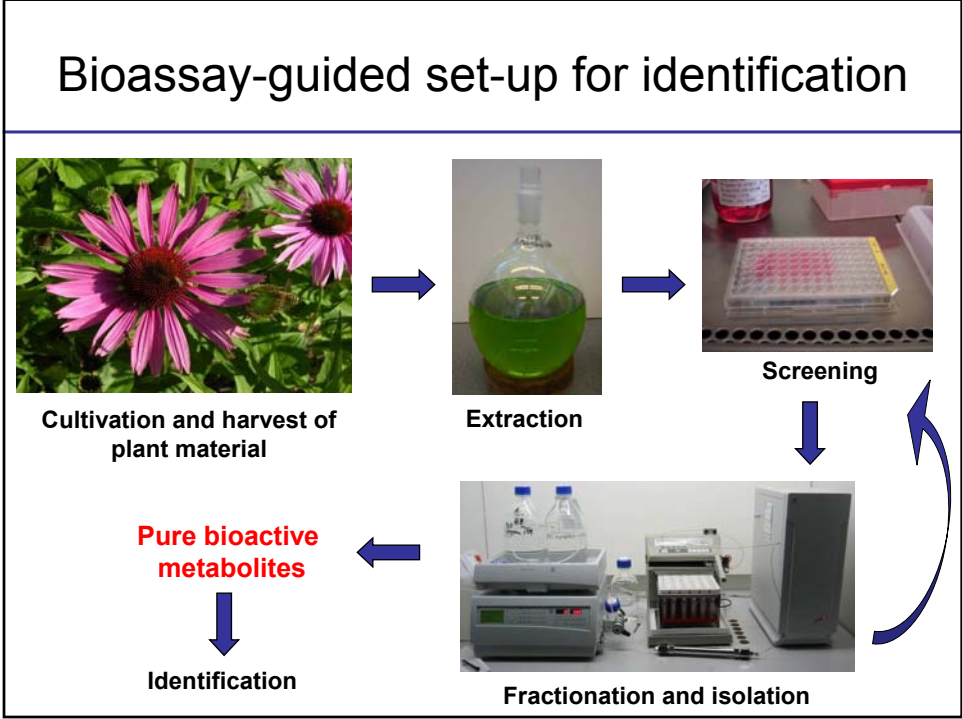 Bioassay-guided set-up for identification
Cultivation and harvest of
plant material
Extraction
Screening
Fractionation and isolation
Pure bioactive
metabolites
Identification